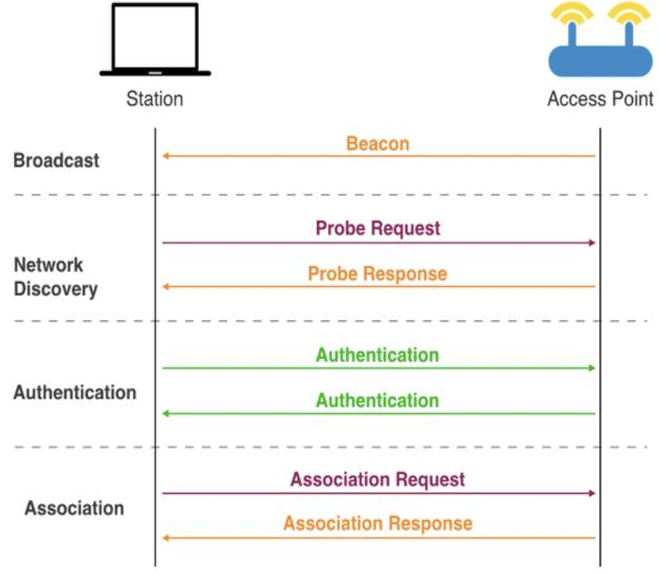 Station
Access Point
Broadcast
Beacon
Network
Discovery
Probe Request
Probe Response
Authentication
Authentication
Authentication
Association
Association Request
Association Response